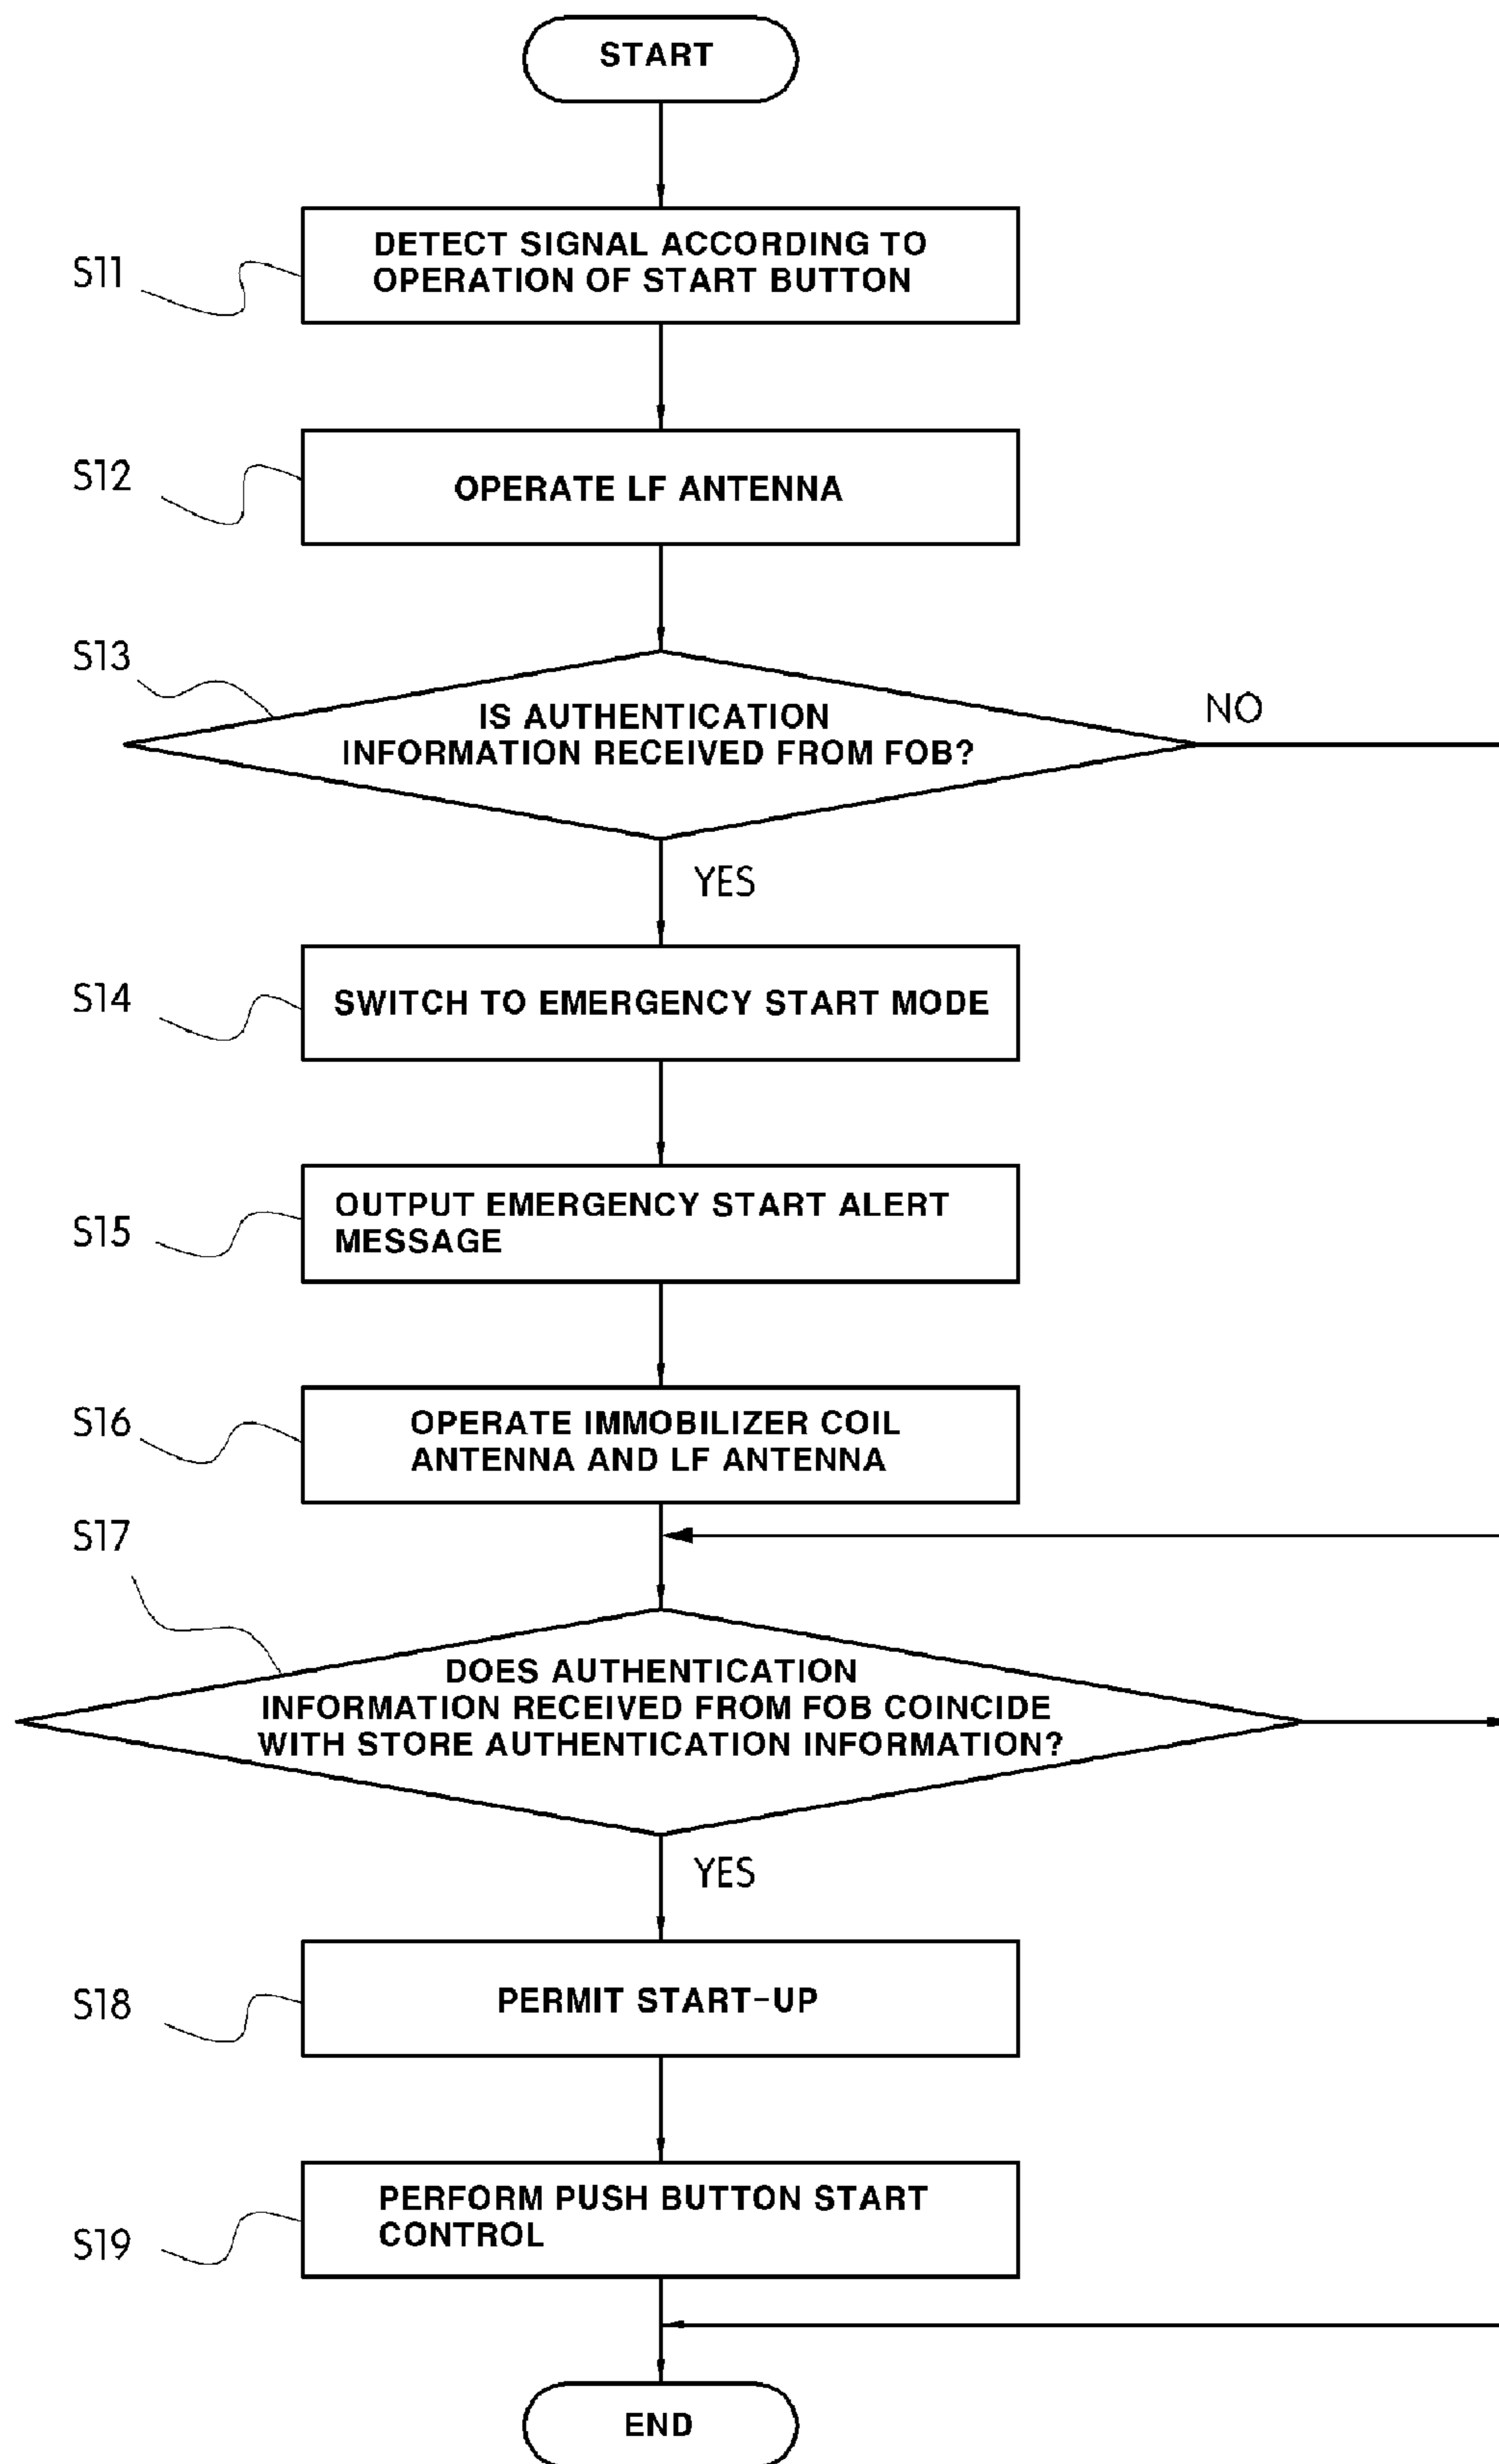 START
S11
DETECT SIGNAL ACCORDING TO
OPERATION OF START BUTTON
S12
OPERATE LF ANTENNA
S13
IS AUTHENTICATION
INFORMATION RECEIVED FROM FOB?
NO
YES
S14
SWITCH TO EMERGENCY START MODE
S15
OUTPUT EMERGENCY START ALERT
MESSAGE
S16
OPERATE IMMOBILIZER COIL
ANTENNA AND LF ANTENNA
S17
DOES AUTHENTICATION
INFORMATION RECEIVED FROM FOB COINCIDE
WITH STORE AUTHENTICATION INFORMATION?
YES
S18
PERMIT START-UP
S19
PERFORM PUSH BUTTON START
CONTROL
END